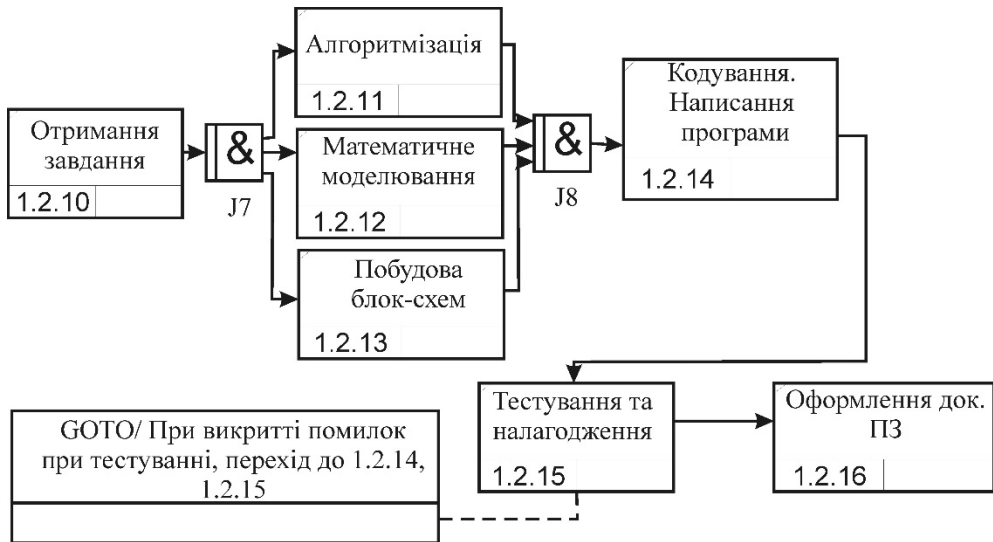 Отримання
завдання
1.2.10
&
J7
Алгоритмізація
1.2.11
Математичне
моделювання
1.2.12
Побудова
блок-схем
1.2.13
&
J8
Кодування.
Написання
програми
1.2.14
Тестування та
налагодження
1.2.15
Оформлення док.
ПЗ
1.2.16
GOTO/ При викритті помилок
при тестуванні, перехід до 1.2.14,
1.2.15